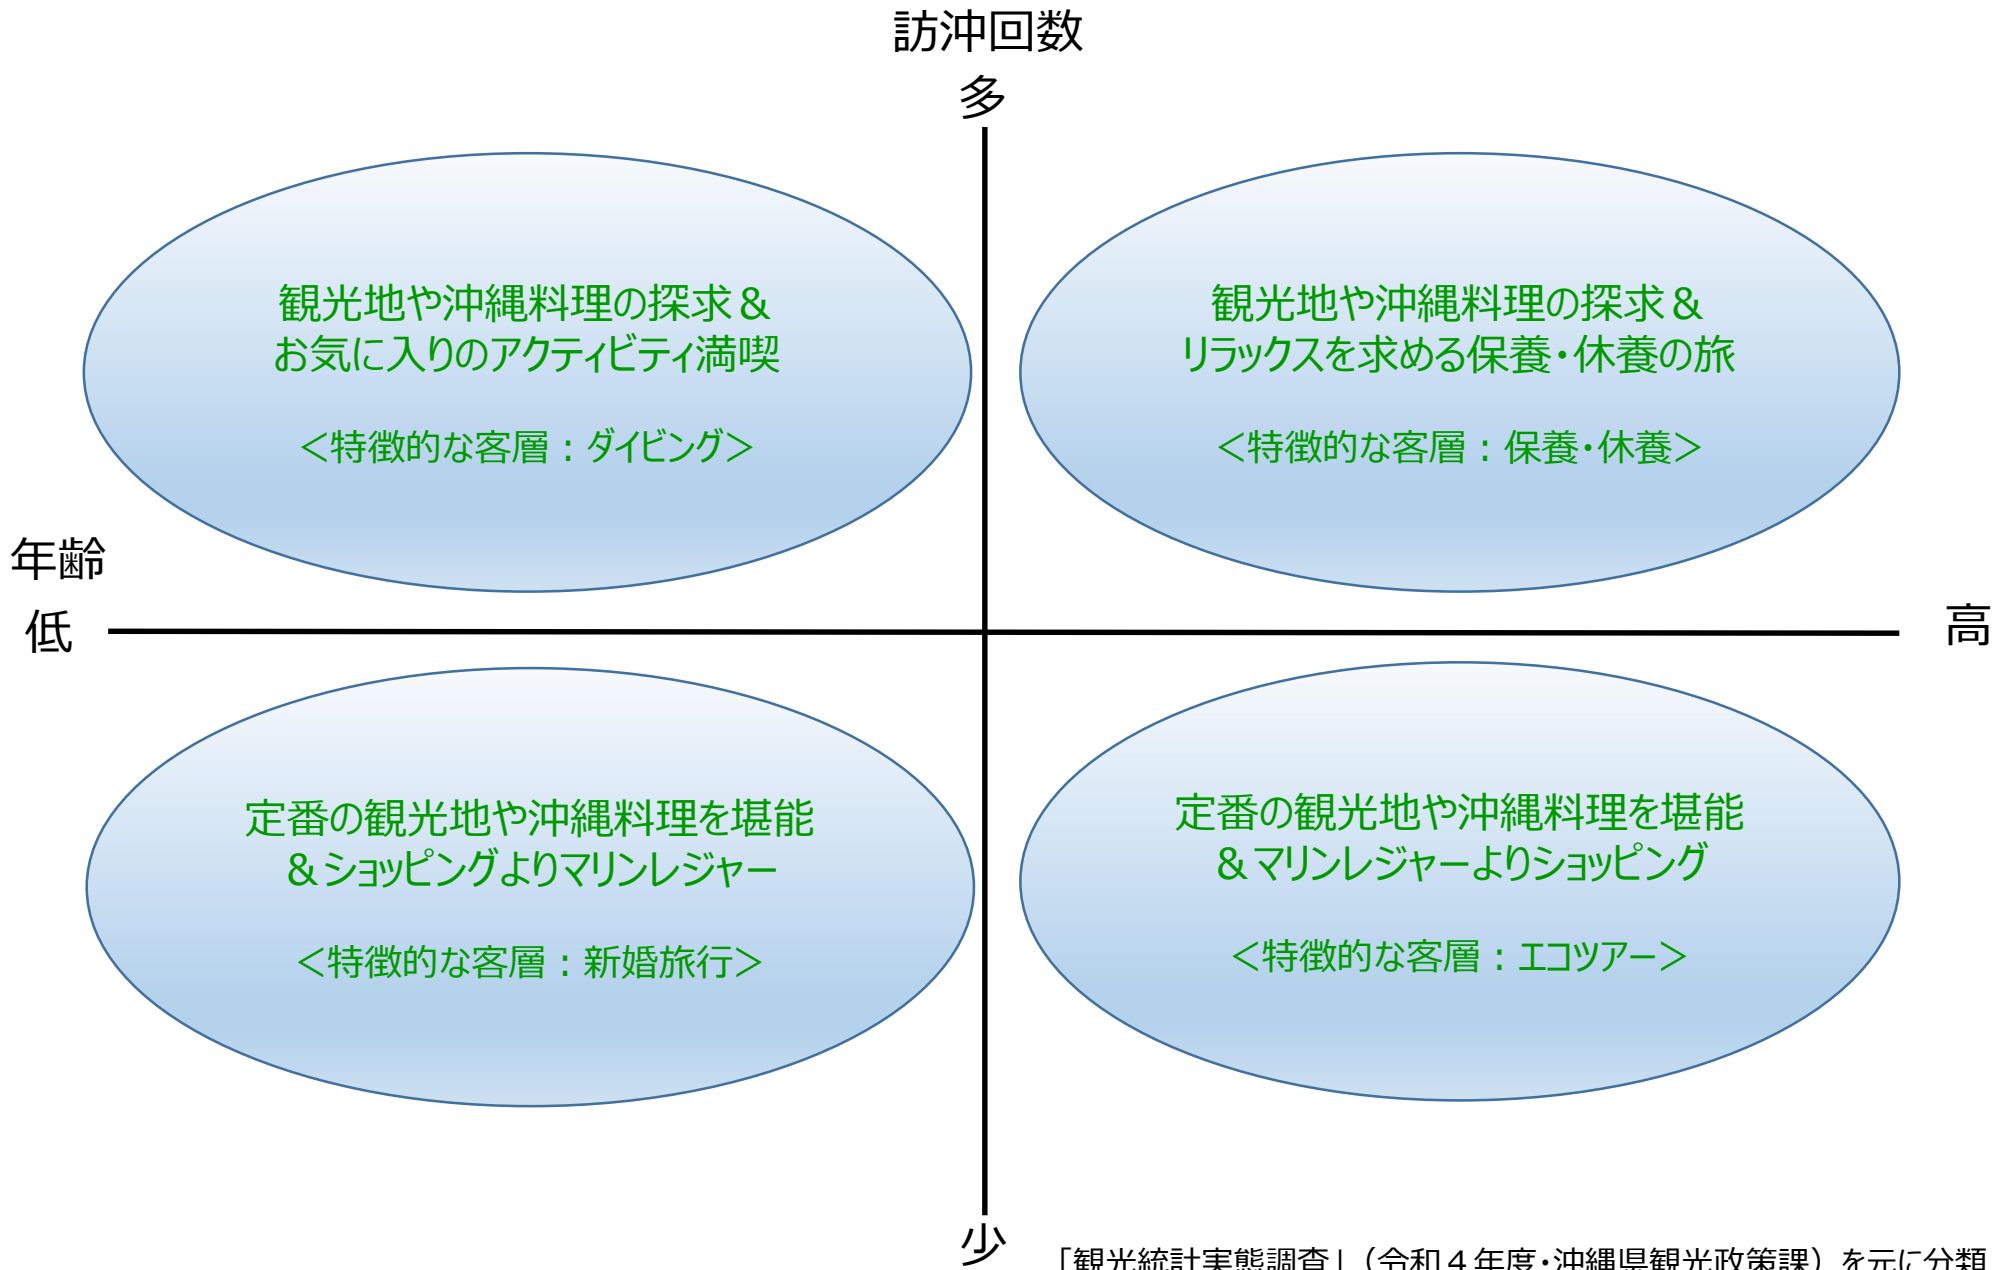 訪沖回数
多
観光地や沖縄料理の探求＆
お気に入りのアクティビティ満喫
＜特徴的な客層：ダイビング＞
観光地や沖縄料理の探求＆
リラックスを求める保養・休養の旅
＜特徴的な客層：保養・休養＞
年齢
低
高
定番の観光地や沖縄料理を堪能
＆ショッピングよりマリンレジャー
＜特徴的な客層：新婚旅行＞
定番の観光地や沖縄料理を堪能
＆マリンレジャーよりショッピング
＜特徴的な客層：エコツアー＞
少
「観光統計実態調査」（令和４年度・沖縄県観光政策課）を元に分類